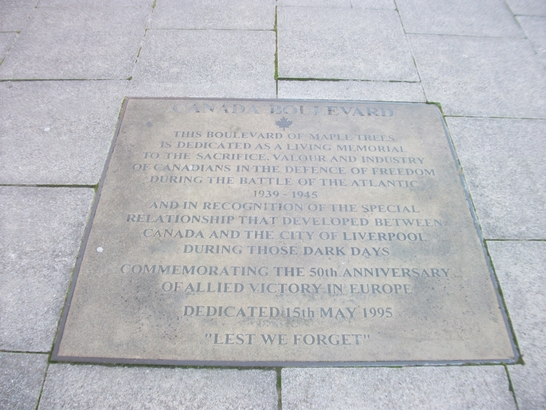 CANADA BOULEVARD
THIS BOULEVARD OF MAPLE TREES,
IS DEDICATED AS A LIVING MEMORIAL
TO THE SACRIFICE, VALOUR AND INDUSTRY
OF CANADIANS IN THE DEFENCE OF FREEDOM
DURING THE BATTLE OF THE ATLANTIC
1939 - 1945
AND IN RECOGNITION OF THE SPECIAL
RELATIONSHIP THAT DEVELOPED BETWEEN
CANADA AND THE CITY OF LIVERPOOL
DURING THOSE DARK DAYS
COMMEMORATING THE 50th ANNIVERSARY
OF ALLIED VICTORY IN EUROPE
DEDICATED 15th MAY 1995
"LEST WE FORGET"